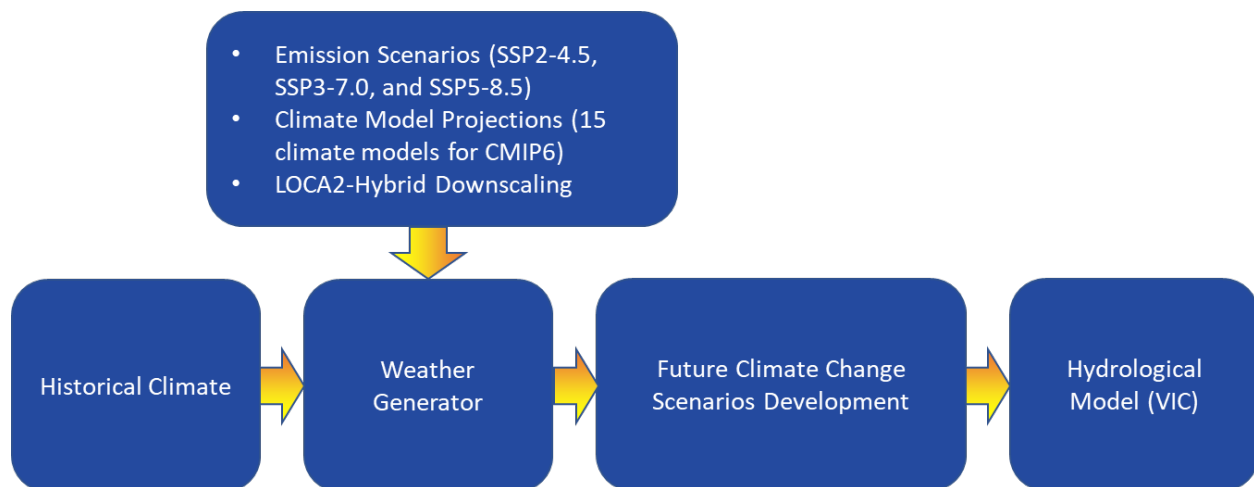 • Emission Scenarios (SSP2-4.5,
SSP3-7.0, and SSP5-8.5)
• Climate Model Projections (15
climate models for CMIP6)
• LOCA2-Hybrid Downscaling
Historical Climate
Weather
Generator
Future Climate Change
Scenarios Development
Hydrological
Model (VIC)